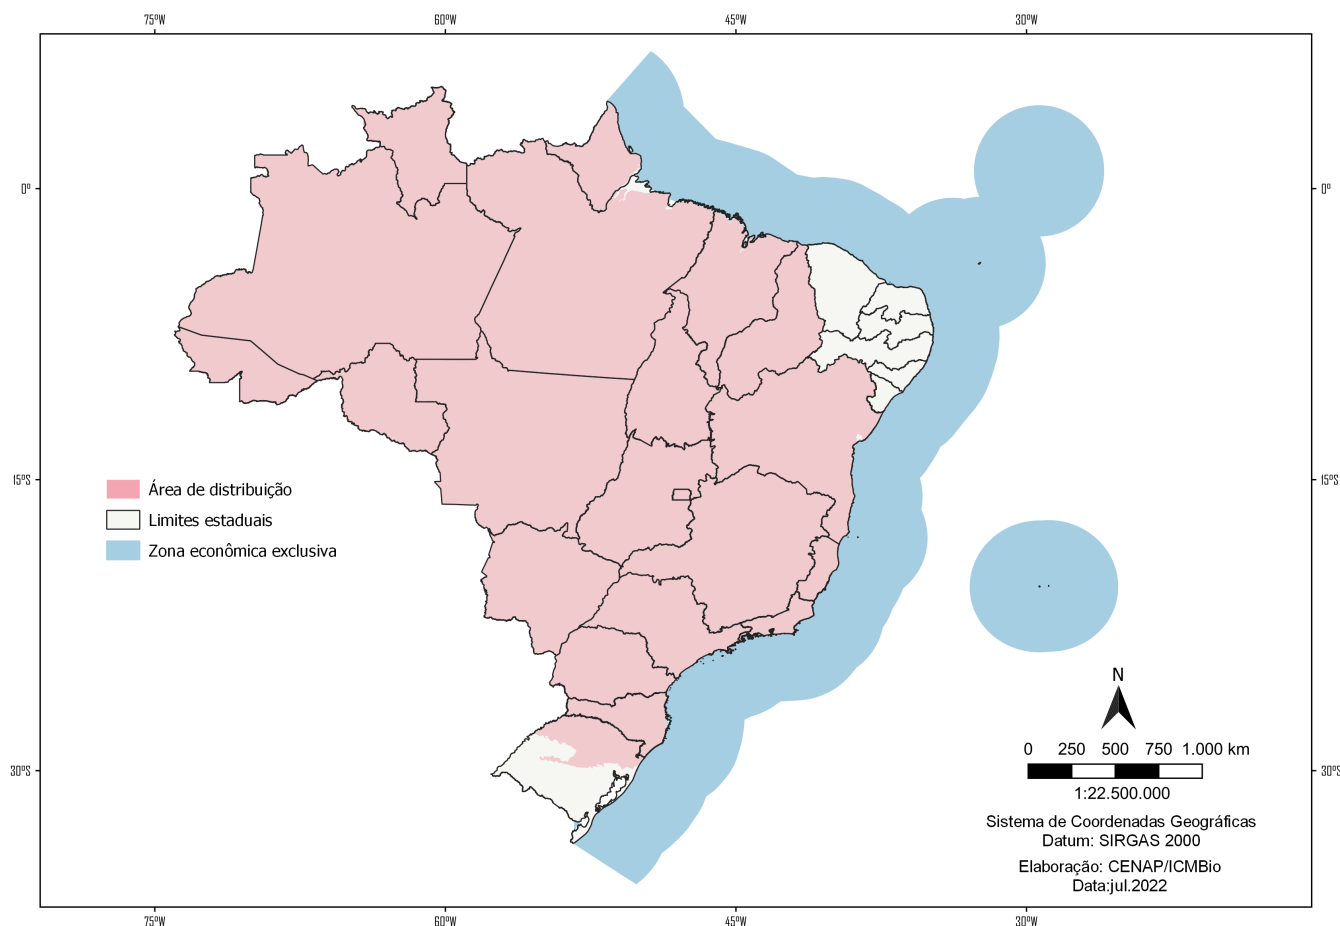 75°W 60°W 45°W 30°W
0° 0°
15°S 15°S
Área de distribuição
Limites estaduais
Zona econômica exclusiva
N
0 250 500 750 1.000 km
30°S 30°S
1:22.500.000
Sistema de Coordenadas Geográficas
Datum: SIRGAS 2000
Elaboração: CENAP/ICMBio
Data:jul.2022
75°W 60°W 45°W 30°W